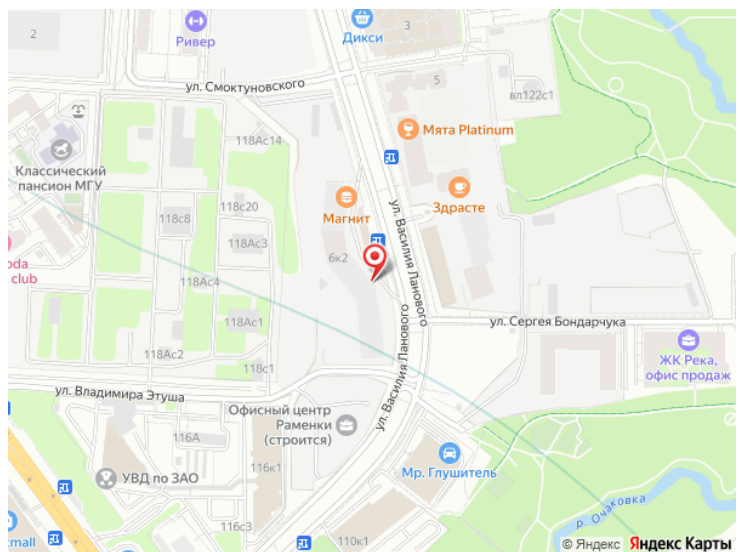 2
Ривер
Дикси
3
ул. Смоктуновского
5
вл122с1
118Ас14
Мята Platinum
Классический
пансион МГУ
118с20
Магнит
Здрасте
118с8
118Ас3
ул. Василия Ланового
6к2
club
118Ас4
118Ас1
ул. Сергея Бондарчука
118Ас2
118с1
ул. Василия Ланового
ЖК Река,
офис продаж
ул. Владимира Этуша
Офисный центр
Раменки
(строится)
116А
116к1
УВД по ЗАО
Мр. Глушитель
116с3
110к1
р. Очаковка
mall
© Яндекс Яндекс Карты